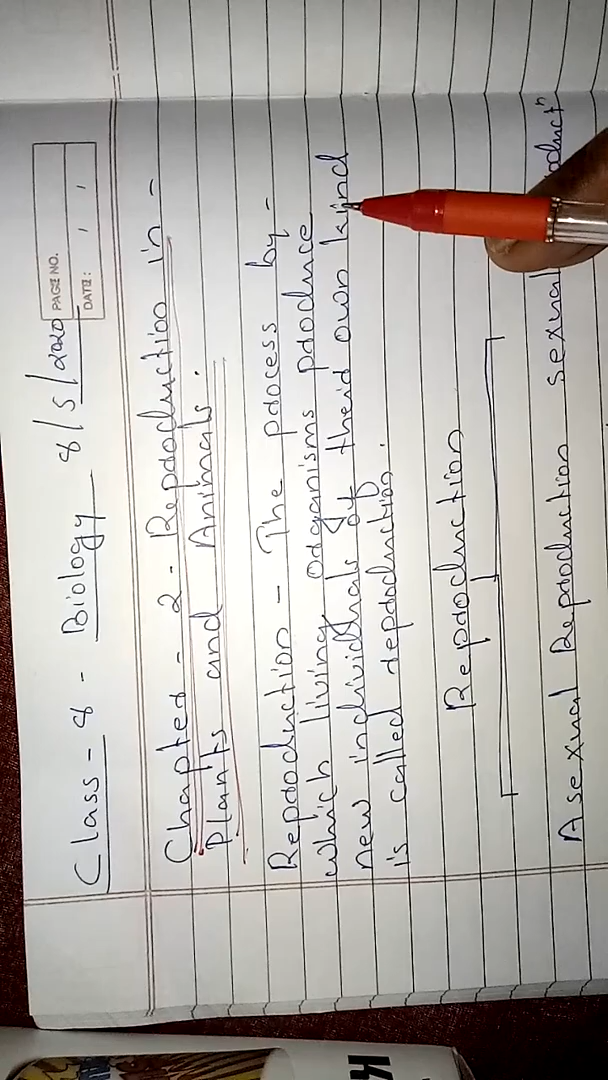 Class - 8 - Biology 8/5/2020
PAGE NO.
DATE: / /
Chapter - 2 - Reproduction in -
Plants and Animals.
Reproduction - The process by -
which living organisms produce
new individuals of their own kind
is called reproduction.
Reproduction
Asexual Reproduction sexual
K